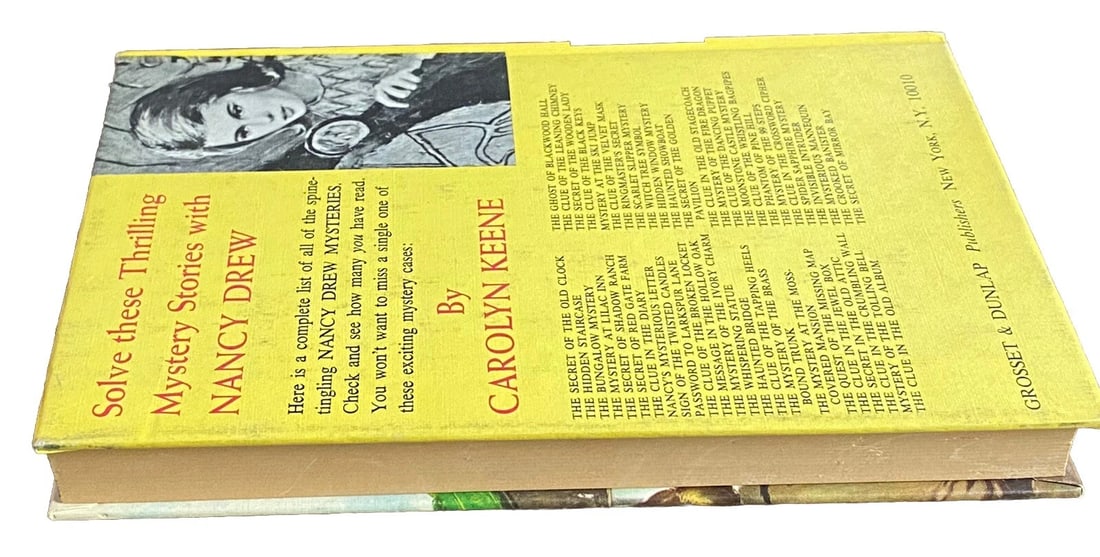 Solve these Thrilling
Mystery Stories with
NANCY DREW
Here is a complete list of all of the spine-
tingling NANCY DREW MYSTERIES.
Check and see how many you have read.
You won't want to miss a single one of
these exciting mystery cases:
By
CAROLYN KEENE
THE SECRET OF THE OLD CLOCK
THE HIDDEN STAIRCASE
THE BUNGALOW MYSTERY
THE MYSTERY AT LILAC INN
THE SECRET OF SHADOW RANCH
THE SECRET OF RED GATE FARM
THE CLUE IN THE DIARY
NANCY'S MYSTERIOUS LETTER
SIGN OF THE TWISTED CANDLES
PASSWORD TO LARKSPUR LANE
CLUE OF THE BROKEN LOCKET
THE MESSAGE IN THE HOLLOW OAK
MYSTERY OF THE IVORY CHARM
THE WHISPERING STATUE
THE HAUNTED BRIDGE
THE CLUE OF THE TAPPING HEELS
THE MYSTERY OF THE BRASS
BOUND TRUNK
THE MYSTERY AT THE MOSS-
COVERED MANSION
QUEST OF THE MISSING MAP
THE CLUE IN THE JEWEL BOX
THE SECRET IN THE OLD ATTIC
THE CLUE IN THE CRUMBLING WALL
MYSTERY OF THE TOLLING BELL
THE CLUE IN THE OLD ALBUM
THE GHOST OF BLACKWOOD HALL
THE CLUE OF THE LEANING CHIMNEY
THE SECRET OF THE WOODEN LADY
THE CLUE OF THE BLACK KEYS
MYSTERY AT THE SKI JUMP
THE CLUE OF THE VELVET MASK
THE RINGMASTER'S SECRET
THE SCARLET SLIPPER MYSTERY
THE WITCH TREE SYMBOL
THE HIDDEN WINDOW MYSTERY
THE HAUNTED SHOWBOAT
THE SECRET OF THE GOLDEN
PAVILION
THE CLUE IN THE OLD STAGECOACH
THE MYSTERY OF THE FIRE DRAGON
THE CLUE OF THE DANCING PUPPET
THE MOONSTONE CASTLE MYSTERY
THE CLUE OF THE WHISTLING BAGPIPES
THE PHANTOM OF PINE HILL
MYSTERY OF THE 99 STEPS
THE CLUE IN THE CROSSWORD CIPHER
THE SPIDER SAPPHIRE MYSTERY
THE INVISIBLE INTRUDER
THE MYSTERIOUS MANNEQUIN
THE CROOKED BANISTER
THE SECRET OF MIRROR BAY
GROSSET & DUNLAP Publishers NEW YORK, N.Y. 10010